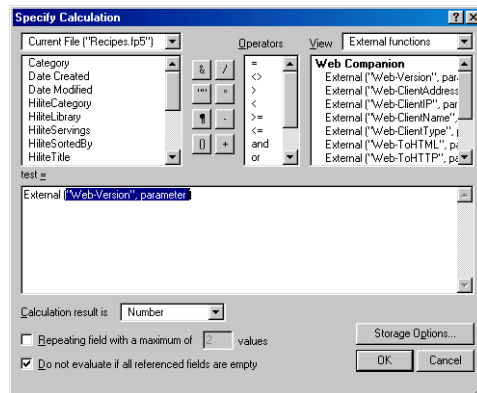 Specify Calculation
Current File ("Recipes.fp5")
Operators
View
External functions
Category
Date Created
Date Modified
HiliteCategory
HiliteLibrary
HiliteServings
HiliteSortedBy
HiliteTitle
& /
"" *
¶ -
() +
=
<>
>
<
>=
<=
and
or
Web Companion
External ("Web-Version", par
External ("Web-ClientAddress
External ("Web-ClientIP", par
External ("Web-ClientName",
External ("Web-ClientType", p
External ("Web-ToHTML", pa
External ("Web-ToHTTP", pa
test =
External ("Web-Version", parameter)
Calculation result is
Number
Repeating field with a maximum of 2 values
Storage Options...
Do not evaluate if all referenced fields are empty
OK
Cancel